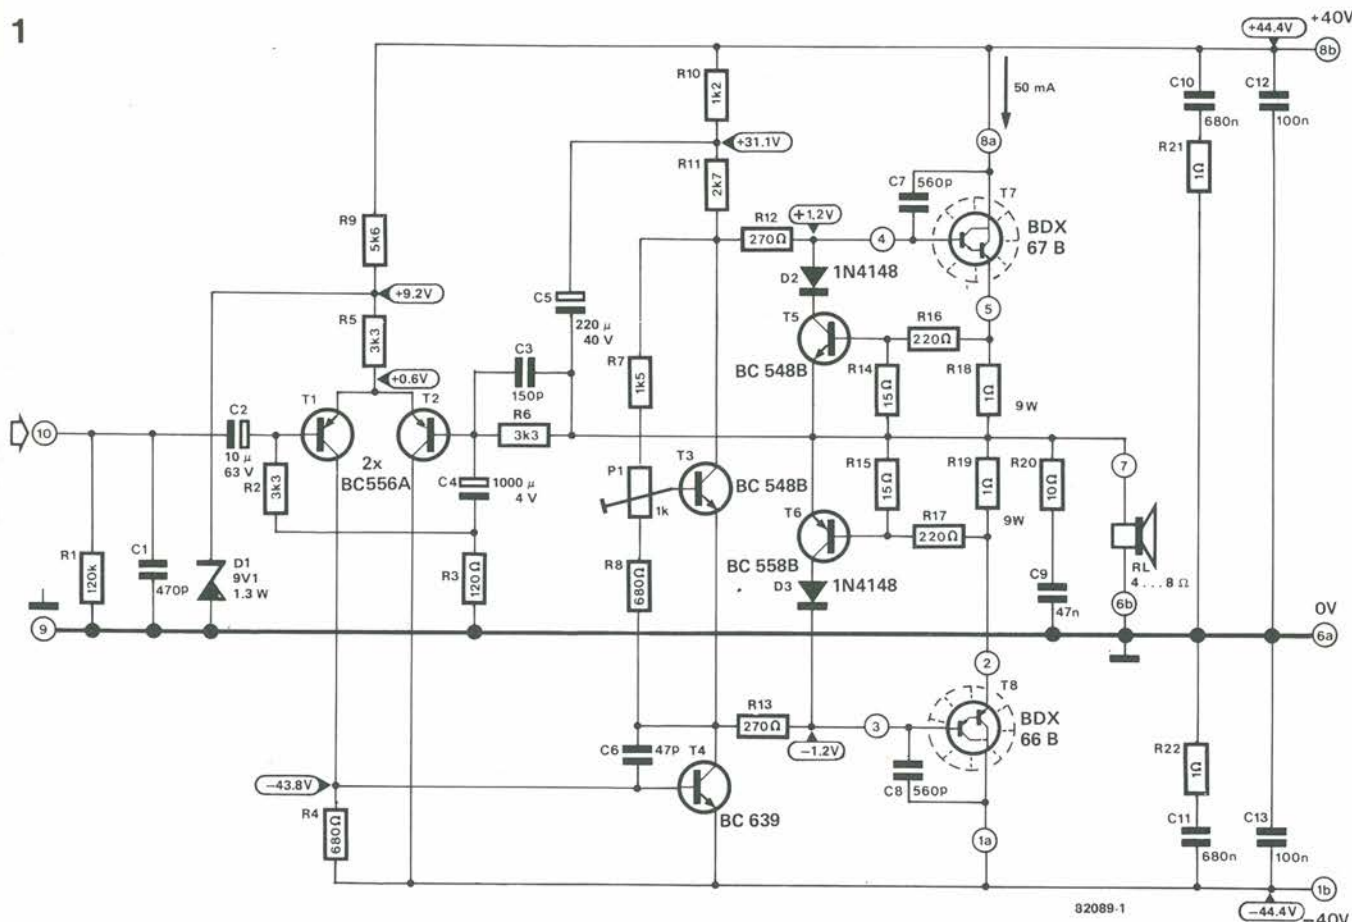 1
+44.4V
+40V
8b
R10
1k2
50 mA
C10
680n
C12
100n
8a
+31.1V
R11
2k7
R21
1Ω
C7
560p
T7
BDX
67 B
R9
5k6
R12
270Ω
+1.2V
4
+9.2V
D2
1N4148
5
C5
220 µ
40 V
R5
3k3
T5
R16
220Ω
BC 548B
C3
150p
R7
1k5
R14
15Ω
R18
1Ω
9W
+0.6V
T1
T2
10
C2
10 µ
63 V
R6
3k3
2x
BC556A
R2
3k3
C4
1000 µ
4 V
P1
1k
T3
BC 548B
R15
15Ω
R19
1Ω
9W
R20
10Ω
7
T6
R17
220Ω
BC 558B
R1
120k
C1
470p
D1
9V1
1.3 W
R3
120Ω
R8
680Ω
D3
1N4148
C9
47n
RL
4 . . . 8 Ω
6b
9
0V
6a
2
T8
BDX
66 B
R13
270Ω
3
−1.2V
C6
47p
T4
BC 639
C8
560p
R22
1Ω
−43.8V
R4
680Ω
1a
C11
680n
C13
100n
1b
82089-1
−44.4V
−40V